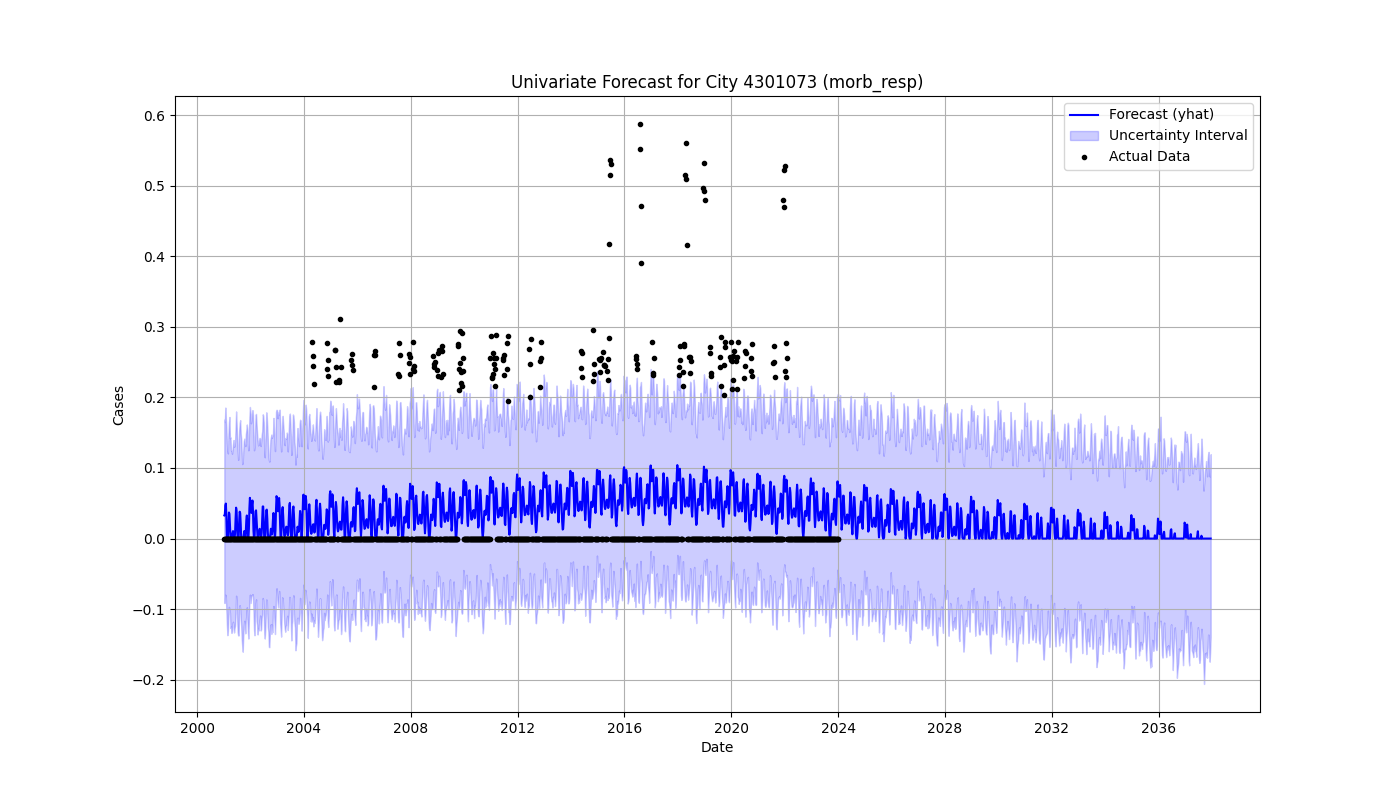 Univariate Forecast for City 4301073 (morb_resp)
Forecast (yhat)
Uncertainty Interval
Actual Data
Cases
0.6
0.5
0.4
0.3
0.2
0.1
0.0
−0.1
−0.2
2000 2004 2008 2012 2016 2020 2024 2028 2032 2036
Date